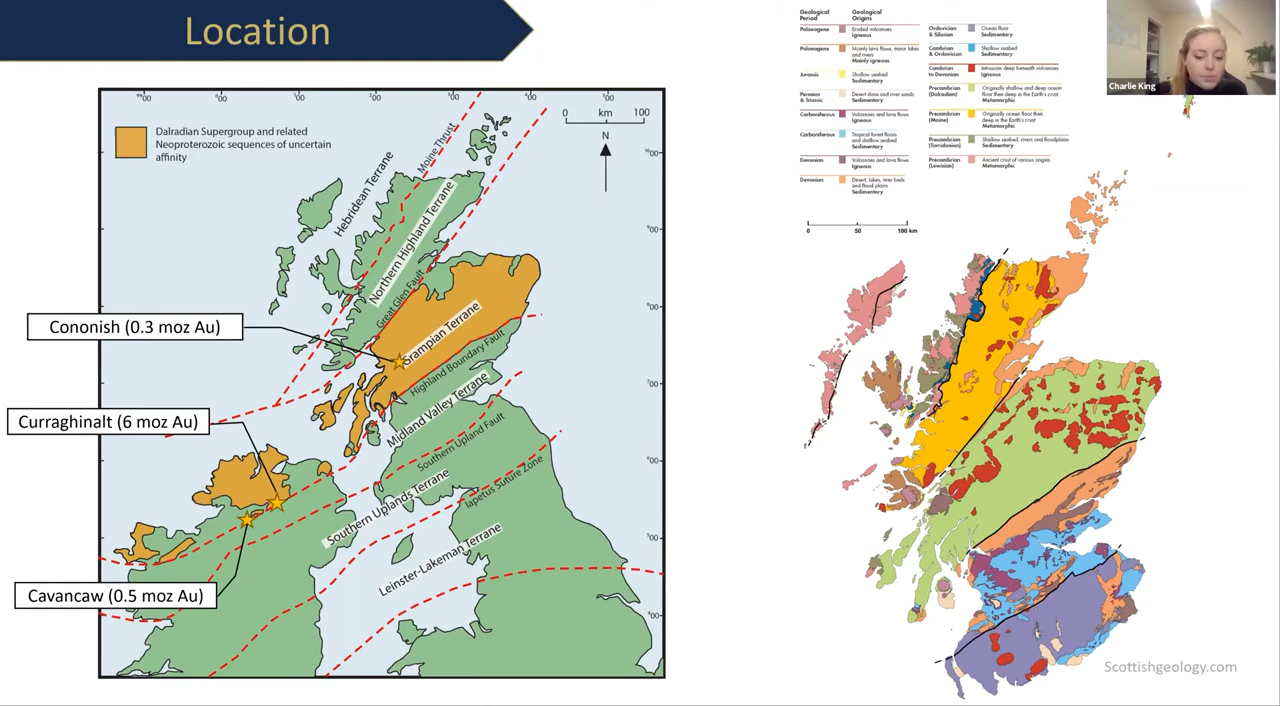 Location
Dalradian Supergroup and related
Neoproterozoic sequences of uncertain
affinity
0 km 100
N
Moine Thrust
Hebridean Terrane
Northern Highland Terrane
Great Glen Fault
Cononish (0.3 moz Au)
Grampian Terrane
Highland Boundary Fault
Midland Valley Terrane
Curraghinalt (6 moz Au)
Southern Upland Fault
Iapetus Suture Zone
Southern Uplands Terrane
Leinster Lakeman Terrane
Cavancaw (0.5 moz Au)
Geological
Period
Geological
Origins
Palaeogene
Eroded volcanoes
Igneous
Palaeogene
Mainly lava flows, minor lakes
and rivers
Mainly igneous
Jurassic
Shallow seabed
Sedimentary
Permian
& Triassic
Desert dune and river sands
Sedimentary
Carboniferous
Volcanoes and lava flows
Igneous
Carboniferous
Tropical forest floors
and shallow seabed
Sedimentary
Devonian
Volcanoes and lava flows
Igneous
Devonian
Desert, lakes, river beds
and flood plains
Sedimentary
Ordovician
& Silurian
Ocean floor
Sedimentary
Cambrian
& Ordovician
Shallow seabed
Sedimentary
Cambrian
to Devonian
Intrusions deep beneath volcanoes
Igneous
Precambrian
(Dalradian)
Originally shallow and deep ocean
floor then deep in the Earth's crust
Metamorphic
Precambrian
(Moine)
Originally ocean floor then
deep in the Earth's crust
Metamorphic
Precambrian
(Torridonian)
Shallow seabed, rivers and floodplains
Sedimentary
Precambrian
(Lewisian)
Ancient crust of various origins
Metamorphic
0 50 100 km
Charlie King
Scottishgeology.com